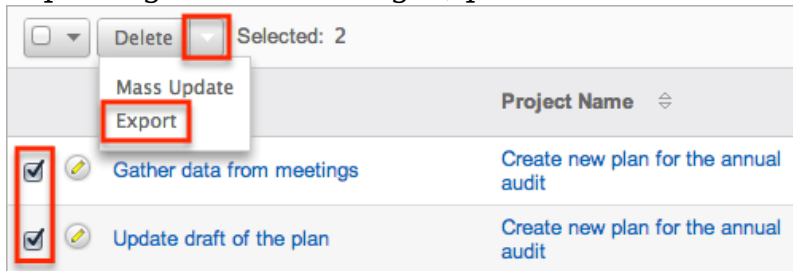 Delete Selected: 2
Mass Update
Project Name
Export
Gather data from meetings
Create new plan for the annual
audit
Update draft of the plan
Create new plan for the annual
audit